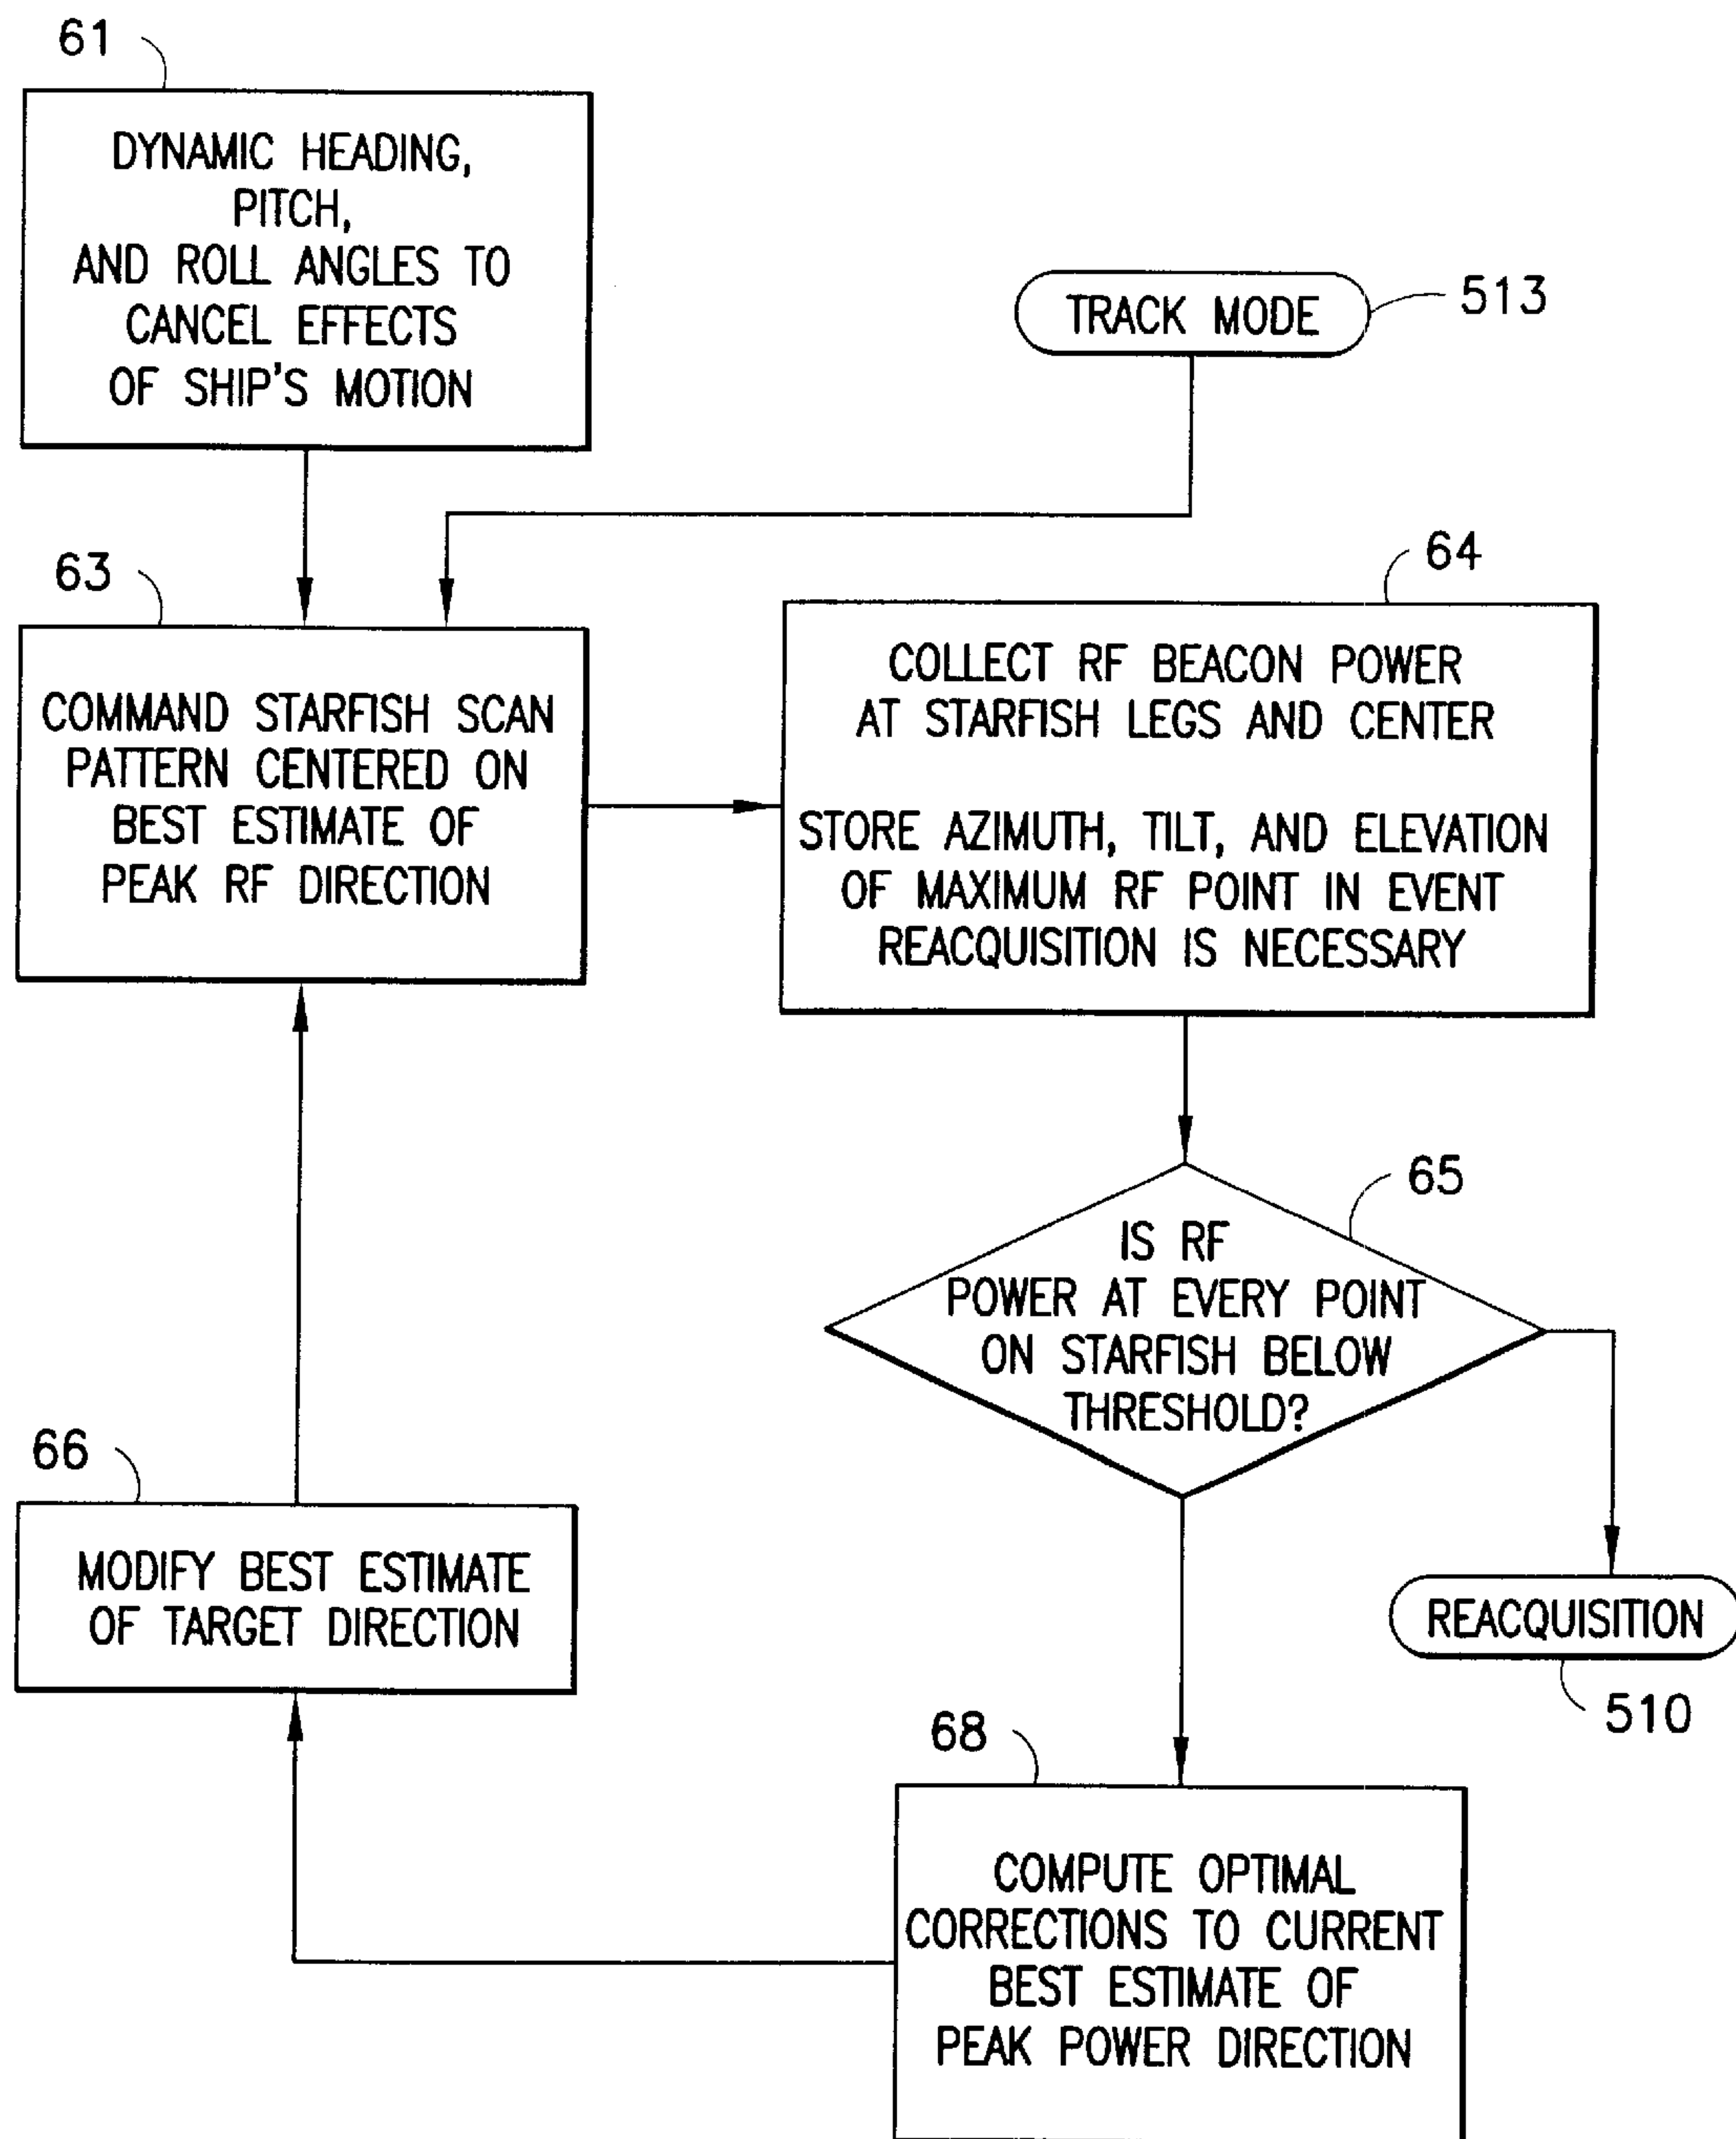 61
DYNAMIC HEADING,
PITCH,
AND ROLL ANGLES TO
CANCEL EFFECTS
OF SHIP'S MOTION
TRACK MODE
513
63
COMMAND STARFISH SCAN
PATTERN CENTERED ON
BEST ESTIMATE OF
PEAK RF DIRECTION
64
COLLECT RF BEACON POWER
AT STARFISH LEGS AND CENTER
STORE AZIMUTH, TILT, AND ELEVATION
OF MAXIMUM RF POINT IN EVENT
REACQUISITION IS NECESSARY
65
IS RF
POWER AT EVERY POINT
ON STARFISH BELOW
THRESHOLD?
66
MODIFY BEST ESTIMATE
OF TARGET DIRECTION
REACQUISITION
510
68
COMPUTE OPTIMAL
CORRECTIONS TO CURRENT
BEST ESTIMATE OF
PEAK POWER DIRECTION